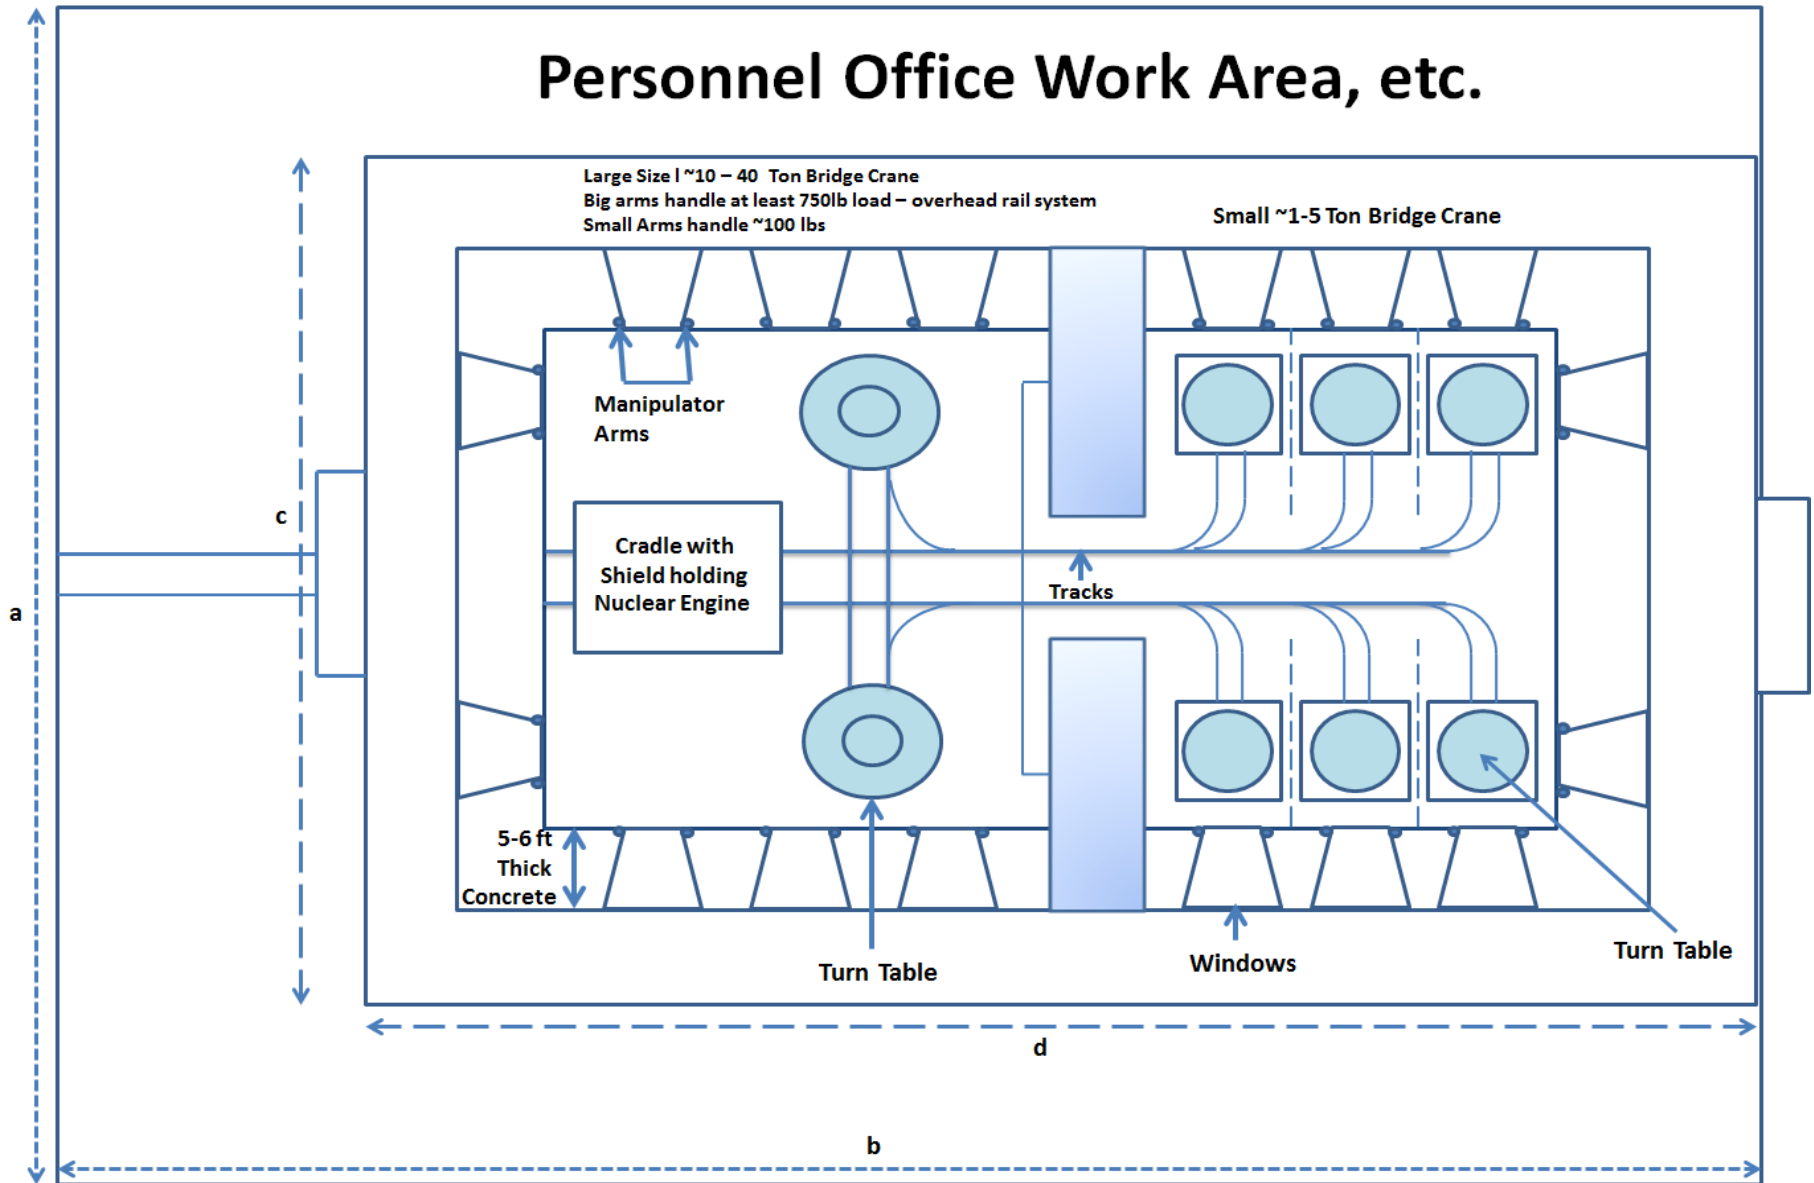 Personnel Office Work Area, etc.
Large Size l ~10 – 40 Ton Bridge Crane
Big arms handle at least 750lb load – overhead rail system
Small Arms handle ~100 lbs
Small ~1-5 Ton Bridge Crane
Manipulator
Arms
c
Cradle with
Shield holding
Nuclear Engine
Tracks
a
5-6 ft
Thick
Concrete
Turn Table
Windows
Turn Table
d
b